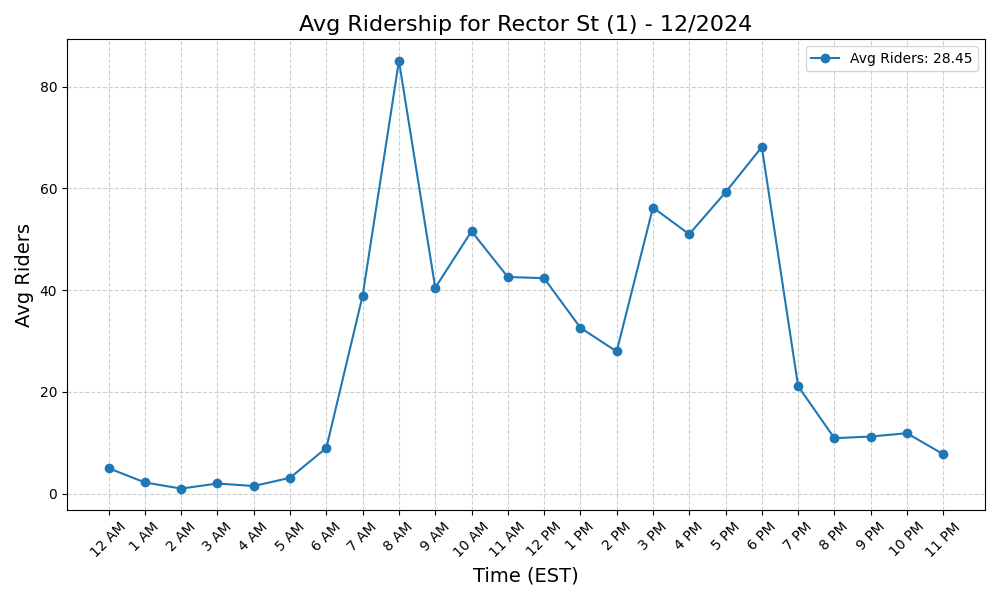 Avg Ridership for Rector St (1) - 12/2024
Avg Riders: 28.45
Avg Riders
80
60
40
20
0
12 AM
1 AM
2 AM
3 AM
4 AM
5 AM
6 AM
7 AM
8 AM
9 AM
10 AM
11 AM
12 PM
1 PM
2 PM
3 PM
4 PM
5 PM
6 PM
7 PM
8 PM
9 PM
10 PM
11 PM
Time (EST)